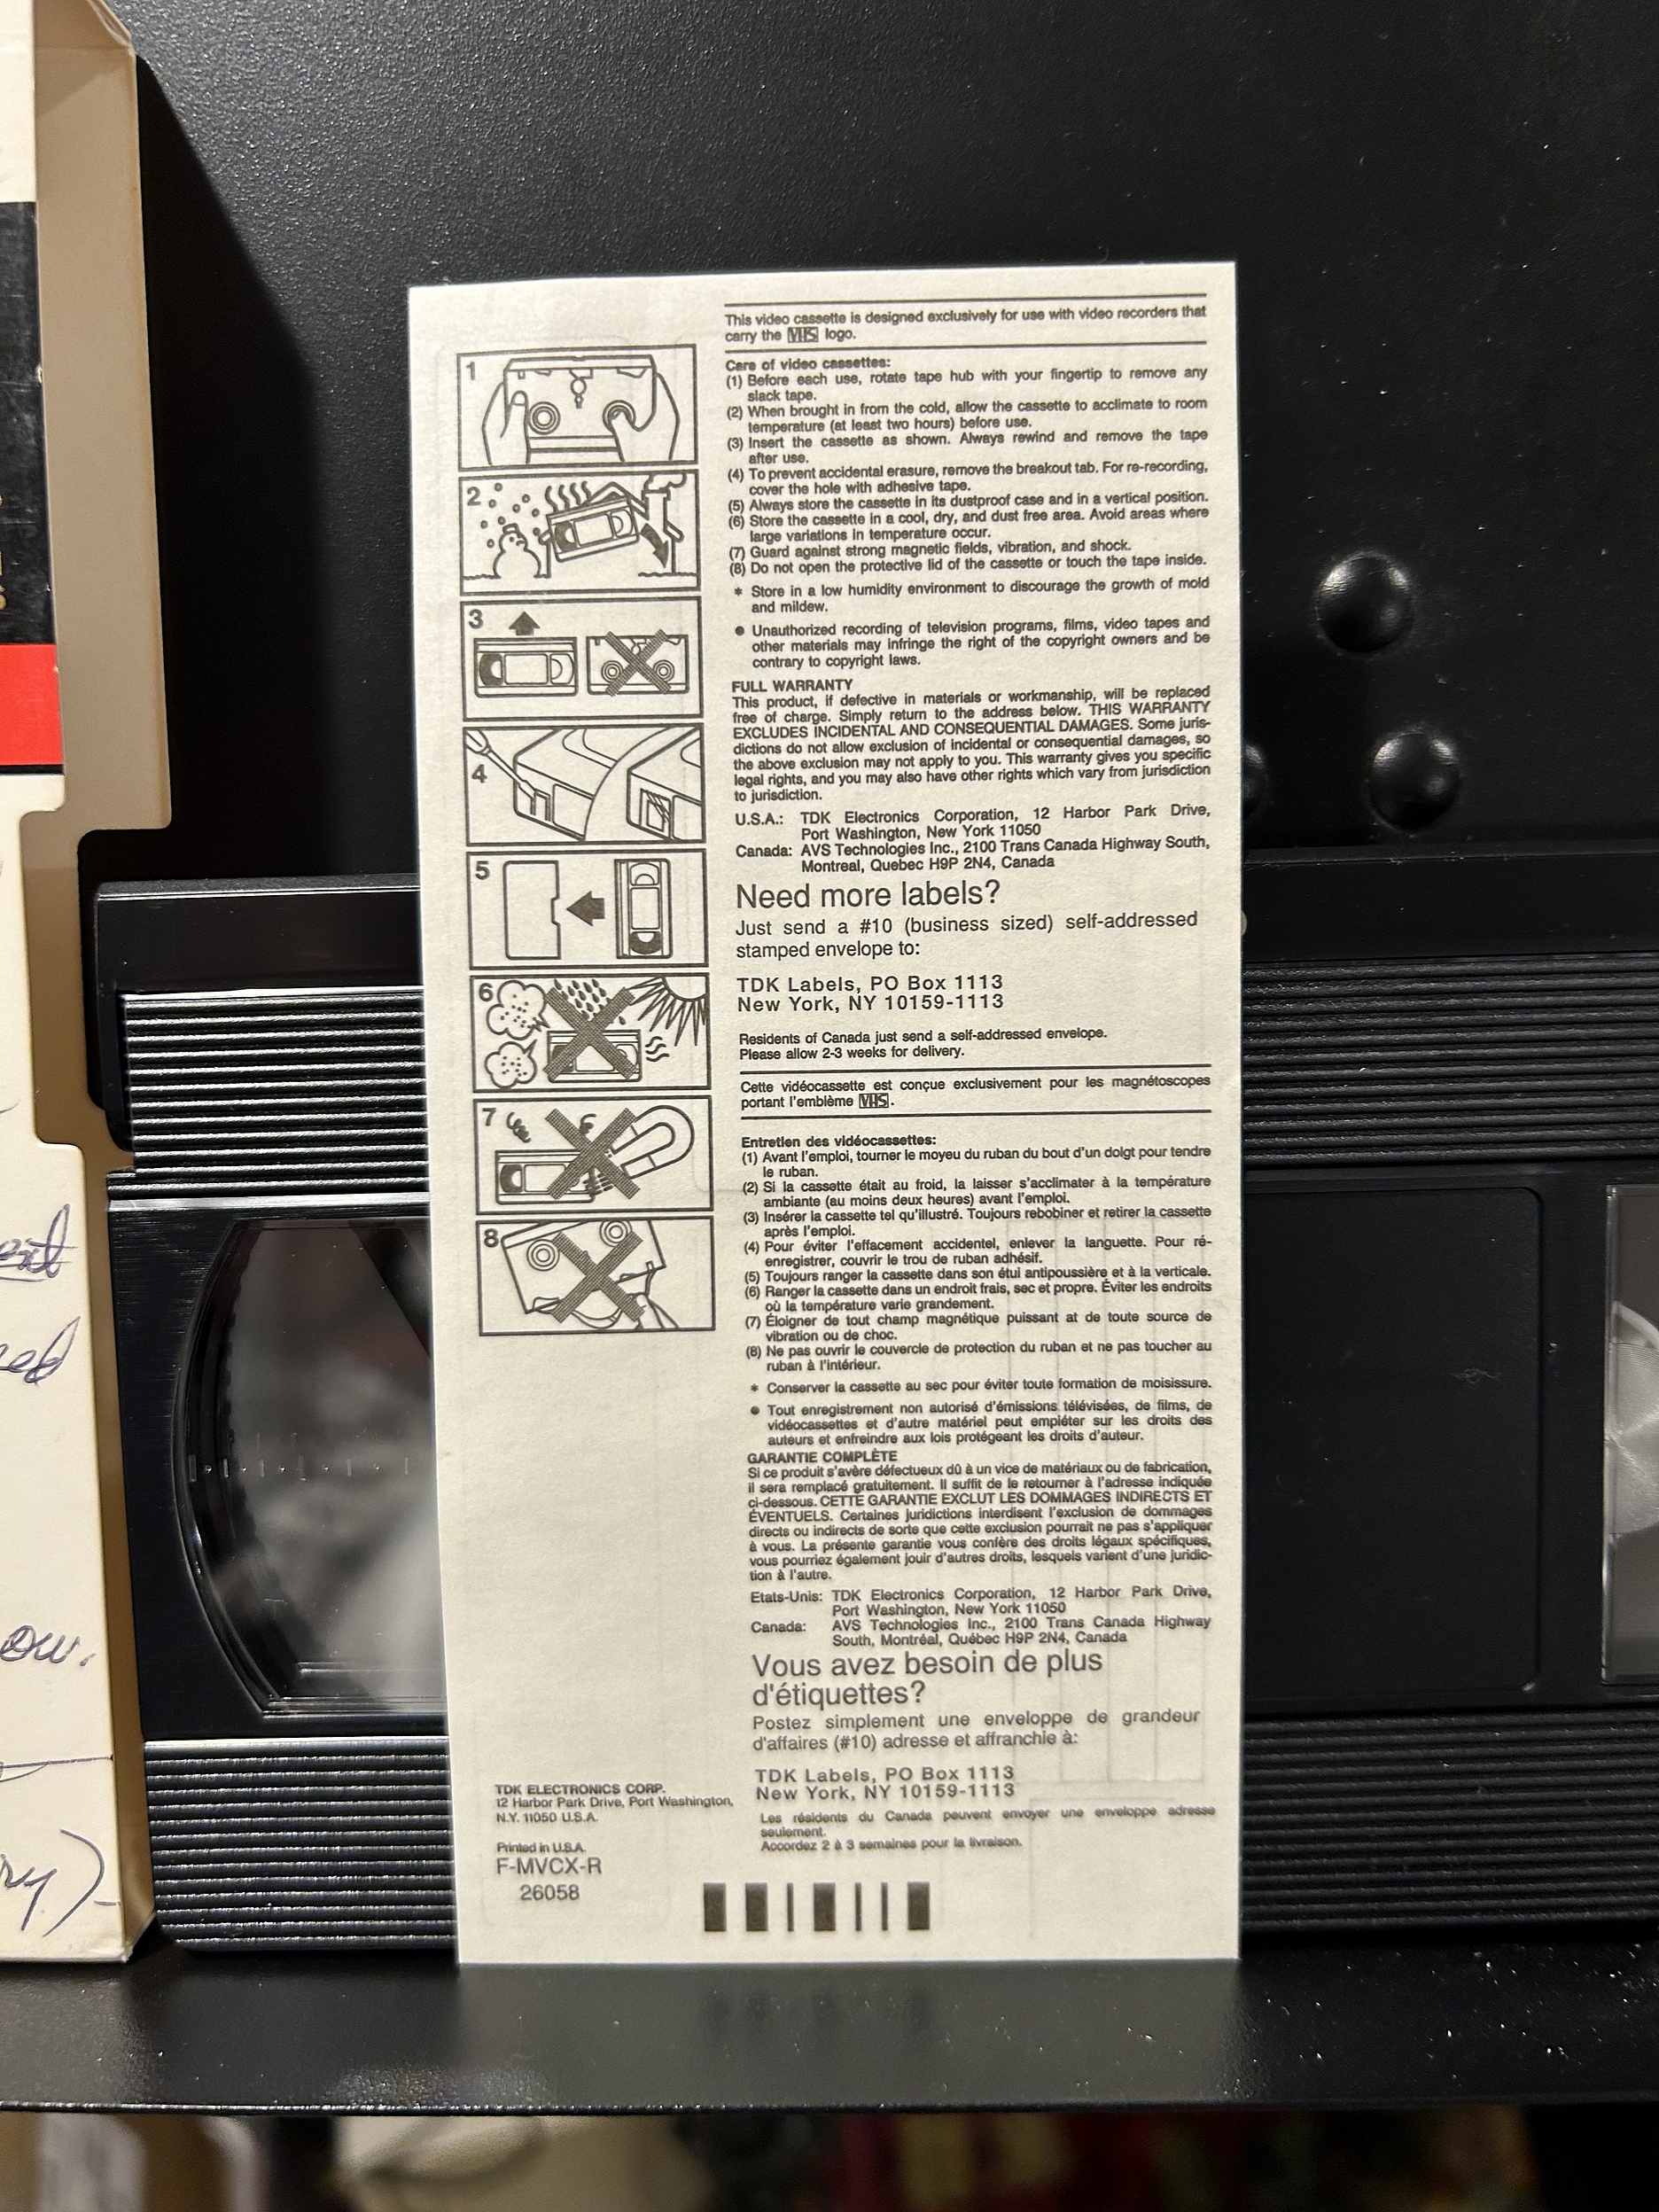 This video cassette is designed exclusively for use with video recorders that
carry the VHS logo.
Care of video cassettes:
(1) Before each use, rotate tape hub with your fingertip to remove any
slack tape.
(2) When brought in from the cold, allow the cassette to acclimate to room
temperature (at least two hours) before use.
(3) Insert the cassette as shown. Always rewind and remove the tape
after use.
(4) To prevent accidental erasure, remove the breakout tab. For re-recording,
cover the hole with adhesive tape.
(5) Always store the cassette in its dustproof case and in a vertical position.
(6) Store the cassette in a cool, dry, and dust free area. Avoid areas where
large variations in temperature occur.
(7) Guard against strong magnetic fields, vibration, and shock.
(8) Do not open the protective lid of the cassette or touch the tape inside.
* Store in a low humidity environment to discourage the growth of mold
and mildew.
● Unauthorized recording of television programs, films, video tapes and
other materials may infringe the right of the copyright owners and be
contrary to copyright laws.
FULL WARRANTY
This product, if defective in materials or workmanship, will be replaced
free of charge. Simply return to the address below. THIS WARRANTY
EXCLUDES INCIDENTAL AND CONSEQUENTIAL DAMAGES. Some juris-
dictions do not allow exclusion of incidental or consequential damages, so
the above exclusion may not apply to you. This warranty gives you specific
legal rights, and you may also have other rights which vary from jurisdiction
to jurisdiction.
U.S.A.: TDK Electronics Corporation, 12 Harbor Park Drive,
Port Washington, New York 11050
Canada: AVS Technologies Inc., 2100 Trans Canada Highway South,
Montreal, Quebec H9P 2N4, Canada
Need more labels?
Just send a #10 (business sized) self-addressed
stamped envelope to:
TDK Labels, PO Box 1113
New York, NY 10159-1113
Residents of Canada just send a self-addressed envelope.
Please allow 2-3 weeks for delivery.
Cette vidéocassette est conçue exclusivement pour les magnétoscopes
portant l'emblème VHS.
Entretien des vidéocassettes:
(1) Avant l'emploi, tourner le moyeu du ruban du bout d'un doigt pour tendre
le ruban.
(2) Si la cassette était au froid, la laisser s'acclimater à la température
ambiante (au moins deux heures) avant l'emploi.
(3) Insérer la cassette tel qu'illustré. Toujours rebobiner et retirer la cassette
après l'emploi.
(4) Pour éviter l'effacement accidentel, enlever la languette. Pour ré-
enregistrer, couvrir le trou de ruban adhésif.
(5) Toujours ranger la cassette dans son étui antipoussière et à la verticale.
(6) Ranger la cassette dans un endroit frais, sec et propre. Éviter les endroits
où la température varie grandement.
(7) Éloigner de tout champ magnétique puissant at de toute source de
vibration ou de choc.
(8) Ne pas ouvrir le couvercle de protection du ruban et ne pas toucher au
ruban à l'intérieur.
* Conserver la cassette au sec pour éviter toute formation de moisissure.
● Tout enregistrement non autorisé d'émissions télévisées, de films, de
vidéocassettes et d'autre matériel peut empiéter sur les droits des
auteurs et enfreindre aux lois protégeant les droits d'auteur.
GARANTIE COMPLÈTE
Si ce produit s'avère défectueux dû à un vice de matériaux ou de fabrication,
il sera remplacé gratuitement. Il suffit de le retourner à l'adresse indiquée
ci-dessous. CETTE GARANTIE EXCLUT LES DOMMAGES INDIRECTS ET
ÉVENTUELS. Certaines juridictions interdisent l'exclusion de dommages
directs ou indirects de sorte que cette exclusion pourrait ne pas s'appliquer
à vous. La présente garantie vous confère des droits légaux spécifiques,
vous pourriez également jouir d'autres droits, lesquels varient d'une juridic-
tion à l'autre.
Etats-Unis: TDK Electronics Corporation, 12 Harbor Park Drive,
Port Washington, New York 11050
Canada: AVS Technologies Inc., 2100 Trans Canada Highway
South, Montréal, Québec H9P 2N4, Canada
Vous avez besoin de plus
d'étiquettes?
Postez simplement une enveloppe de grandeur
d'affaires (#10) adresse et affranchie à:
TDK Labels, PO Box 1113
New York, NY 10159-1113
Les résidents du Canada peuvent envoyer une enveloppe adresse
seulement.
Accordez 2 à 3 semaines pour la livraison.
1
2
3
4
5
6
7
8
TDK ELECTRONICS CORP.
12 Harbor Park Drive, Port Washington,
N.Y. 11050 U.S.A.
Printed in U.S.A.
F-MVCX-R
26058